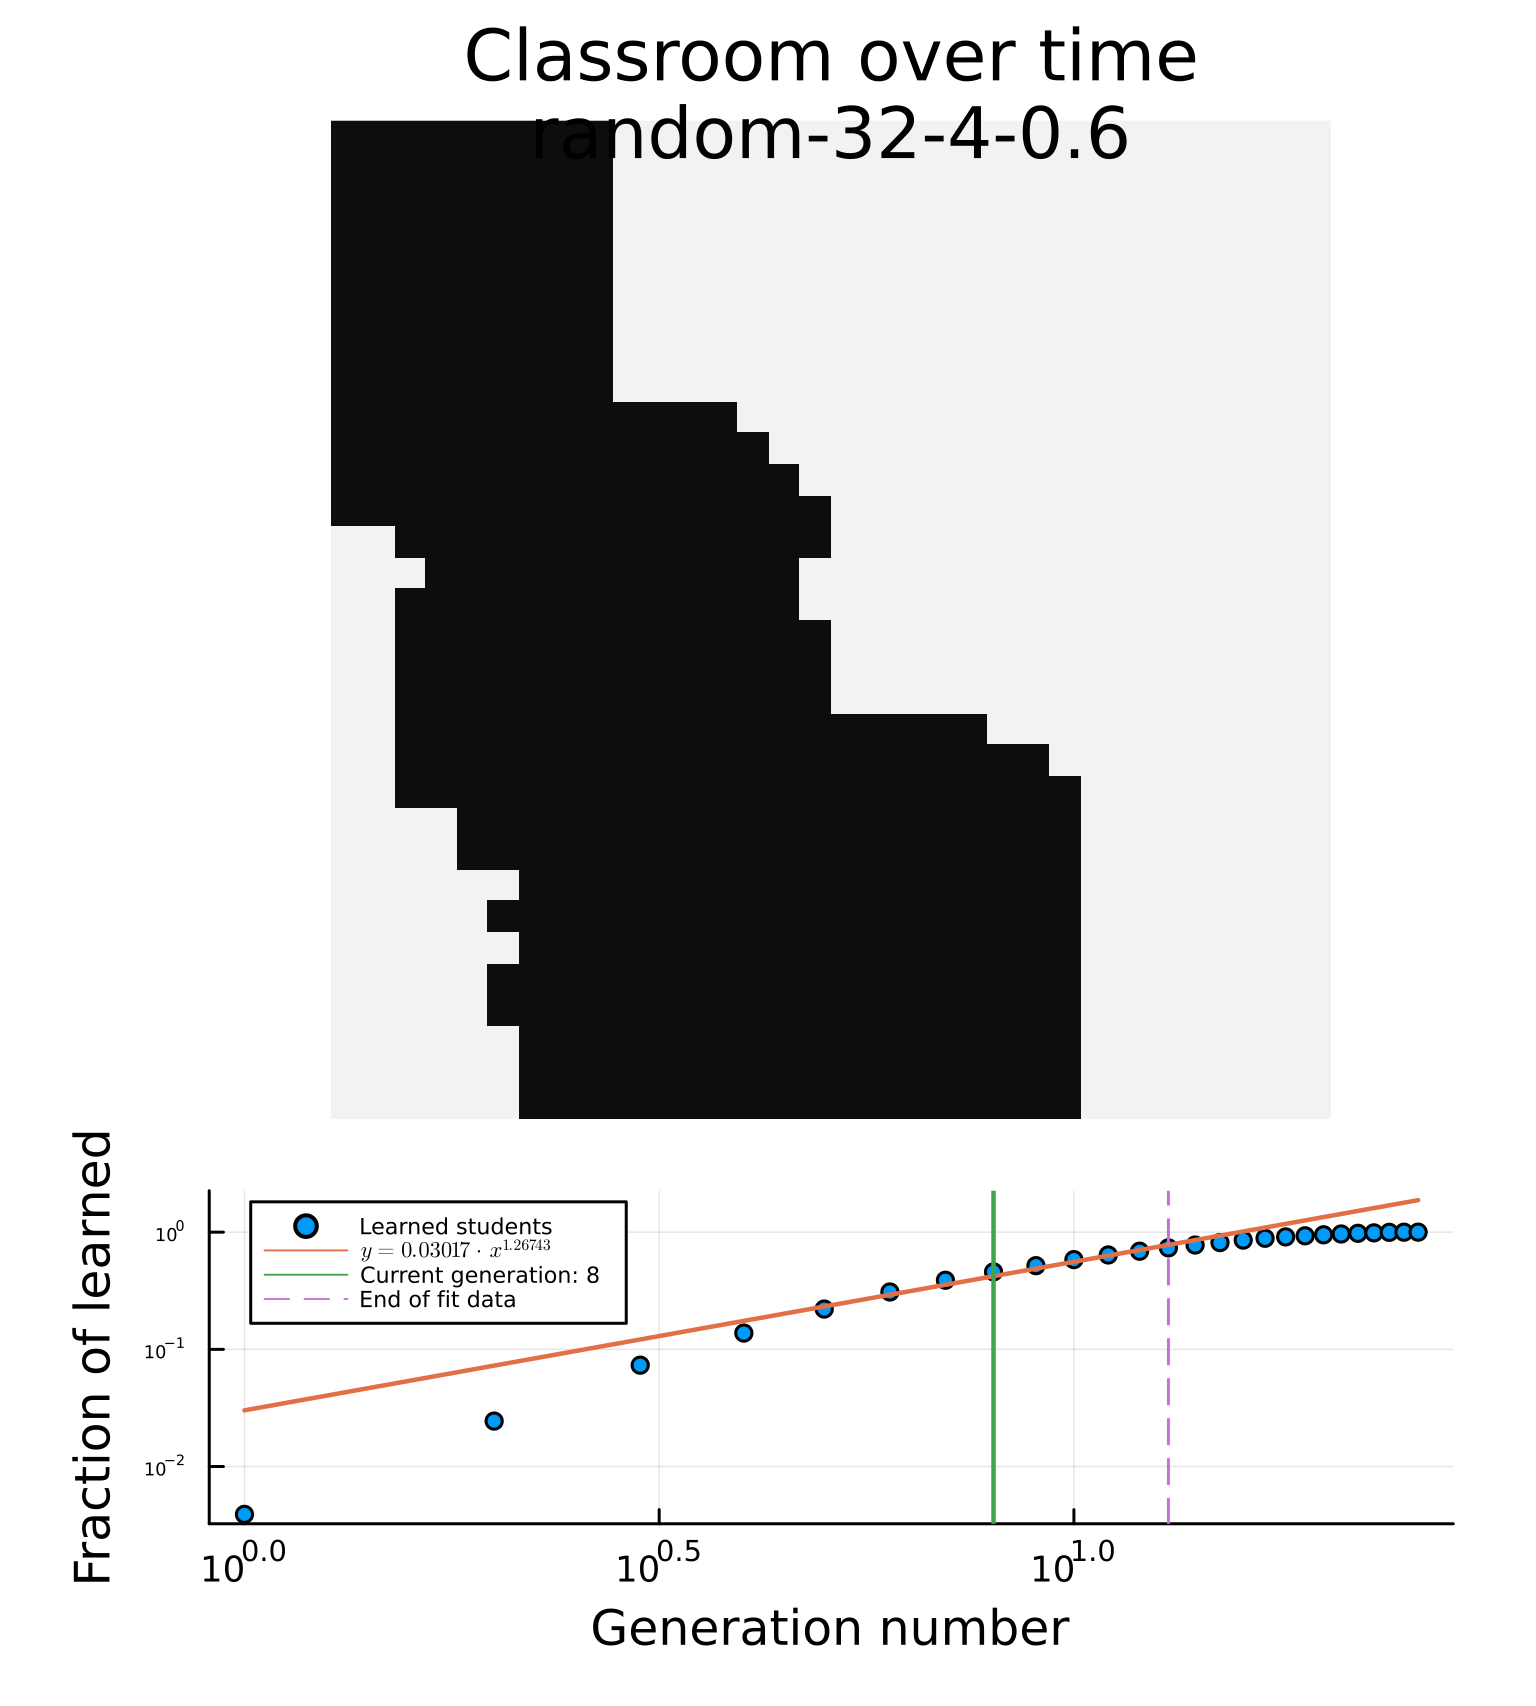 Classroom over time
random-32-4-0.6
Fraction of learned
10^0
10^−1
10^−2
Learned students
y = 0.03017 · x^1.26743
Current generation: 8
End of fit data
10^0.0
10^0.5
10^1.0
Generation number